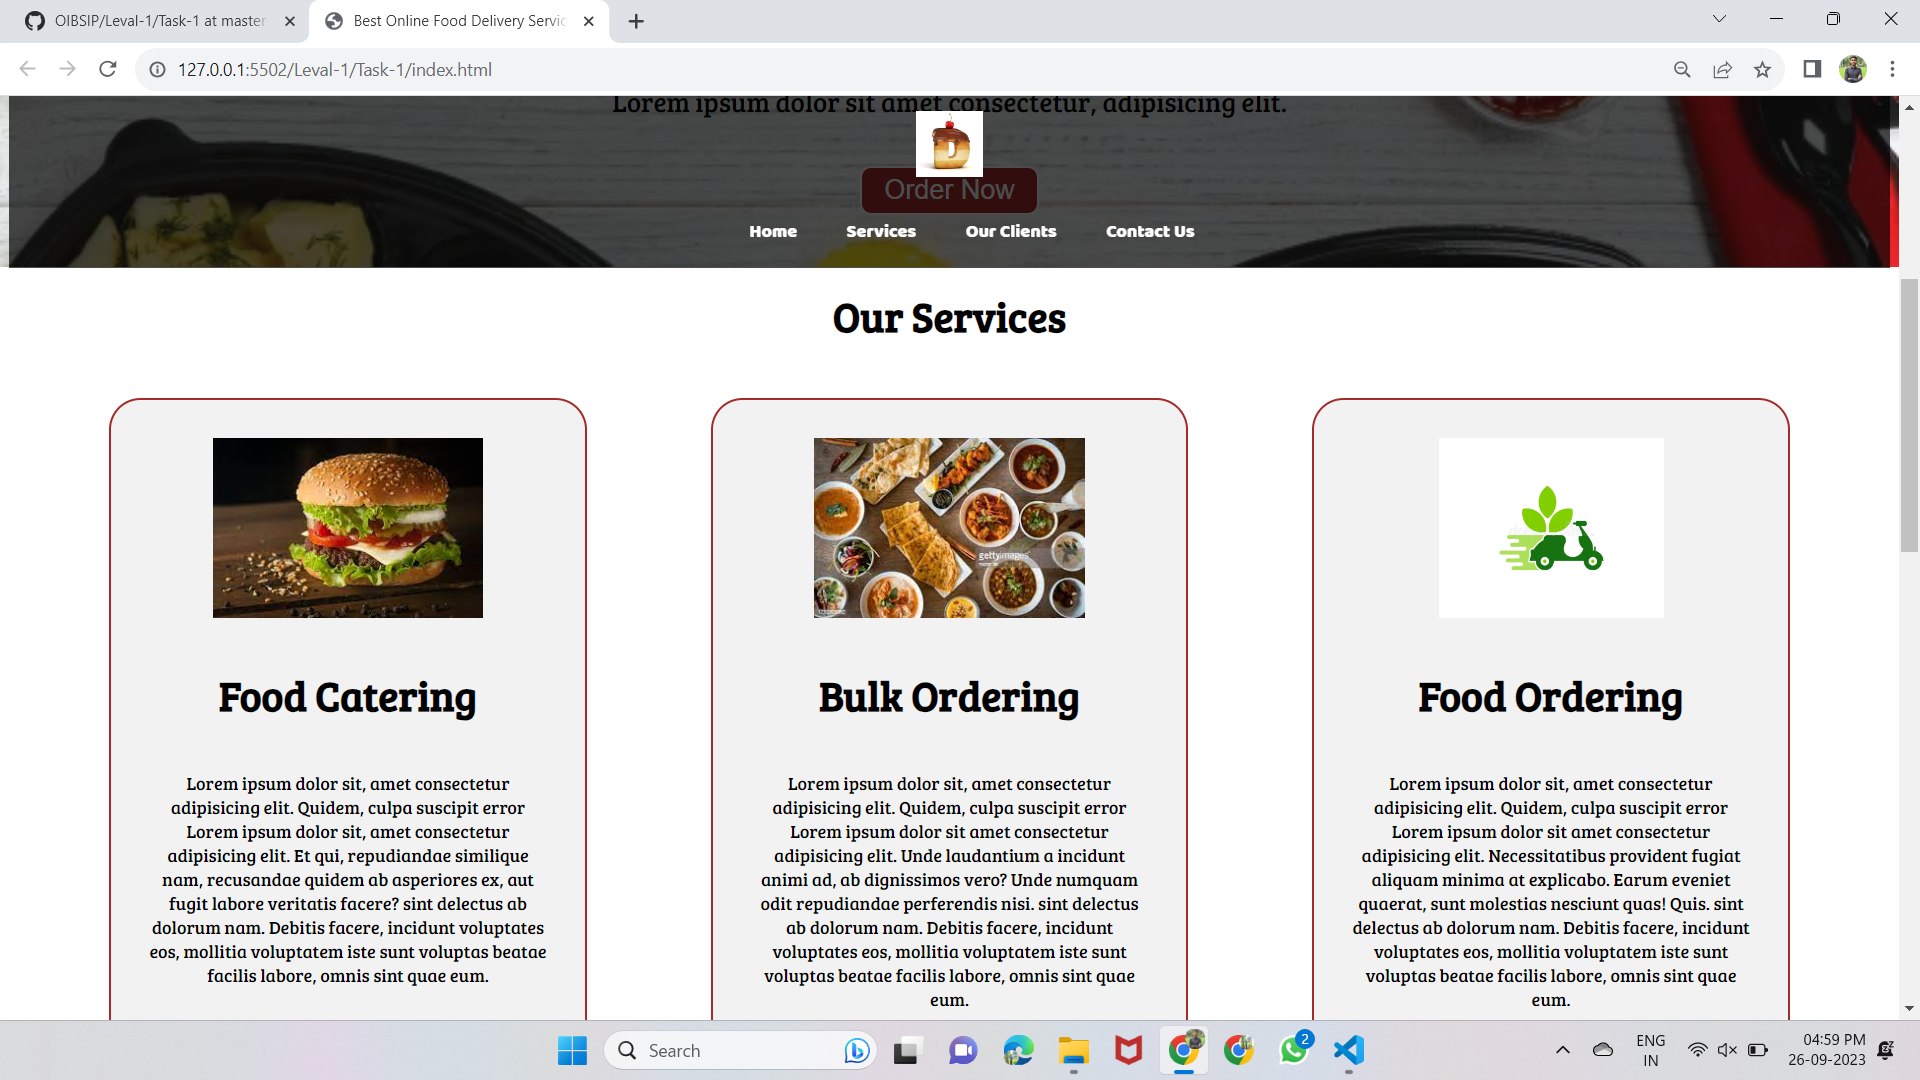 OIBSIP/Leval-1/Task-1 at master
Best Online Food Delivery Servic
127.0.0.1:5502/Leval-1/Task-1/index.html
Lorem ipsum dolor sit amet consectetur, adipisicing elit.
D
Order Now
Home Services Our Clients Contact Us
Our Services
gettyimages
Food Catering
Lorem ipsum dolor sit, amet consectetur
adipisicing elit. Quidem, culpa suscipit error
Lorem ipsum dolor sit, amet consectetur
adipisicing elit. Et qui, repudiandae similique
nam, recusandae quidem ab asperiores ex, aut
fugit labore veritatis facere? sint delectus ab
dolorum nam. Debitis facere, incidunt voluptates
eos, mollitia voluptatem iste sunt voluptas beatae
facilis labore, omnis sint quae eum.
Bulk Ordering
Lorem ipsum dolor sit, amet consectetur
adipisicing elit. Quidem, culpa suscipit error
Lorem ipsum dolor sit amet consectetur
adipisicing elit. Unde laudantium a incidunt
animi ad, ab dignissimos vero? Unde numquam
odit repudiandae perferendis nisi. sint delectus
ab dolorum nam. Debitis facere, incidunt
voluptates eos, mollitia voluptatem iste sunt
voluptas beatae facilis labore, omnis sint quae
eum.
Food Ordering
Lorem ipsum dolor sit, amet consectetur
adipisicing elit. Quidem, culpa suscipit error
Lorem ipsum dolor sit amet consectetur
adipisicing elit. Necessitatibus provident fugiat
aliquam minima at explicabo. Earum eveniet
quaerat, sunt molestias nesciunt quas! Quis. sint
delectus ab dolorum nam. Debitis facere, incidunt
voluptates eos, mollitia voluptatem iste sunt
voluptas beatae facilis labore, omnis sint quae
eum.
Search
2
ENG
IN
04:59 PM
26-09-2023